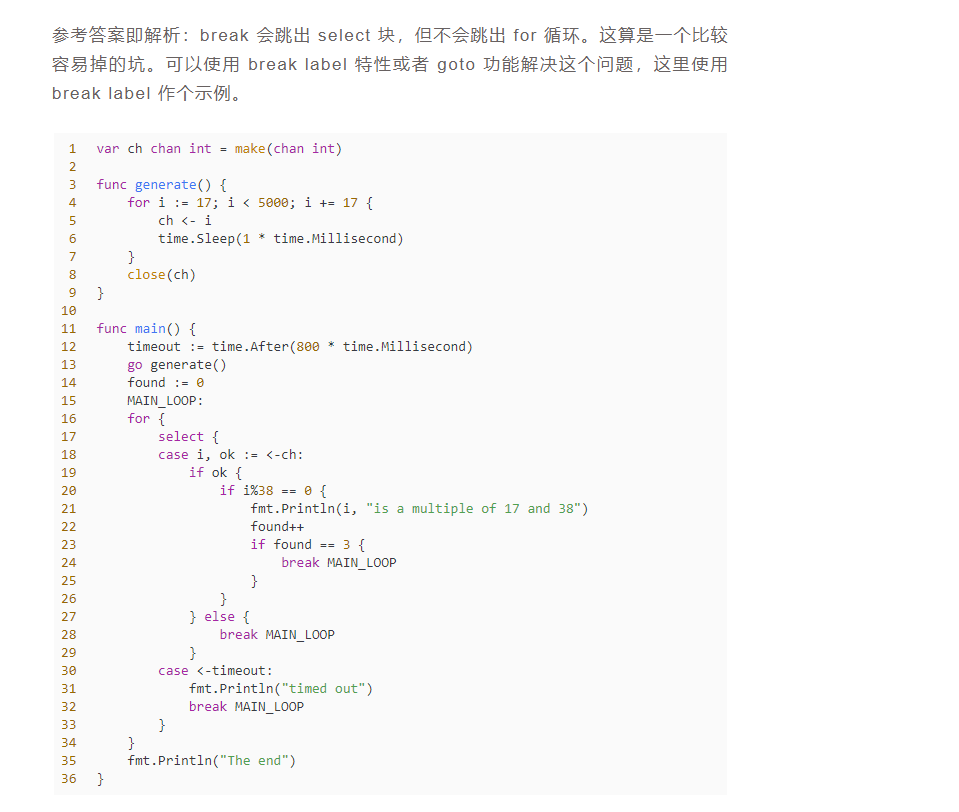 参考答案即解析：break 会跳出 select 块，但不会跳出 for 循环。这算是一个比较
容易掉的坑。可以使用 break label 特性或者 goto 功能解决这个问题，这里使用
break label 作个示例。
1 var ch chan int = make(chan int)
2
3 func generate() {
4     for i := 17; i < 5000; i += 17 {
5         ch <- i
6         time.Sleep(1 * time.Millisecond)
7     }
8     close(ch)
9 }
10
11 func main() {
12     timeout := time.After(800 * time.Millisecond)
13     go generate()
14     found := 0
15     MAIN_LOOP:
16     for {
17         select {
18         case i, ok := <-ch:
19             if ok {
20                 if i%38 == 0 {
21                     fmt.Println(i, "is a multiple of 17 and 38")
22                     found++
23                     if found == 3 {
24                         break MAIN_LOOP
25                     }
26                 }
27             } else {
28                 break MAIN_LOOP
29             }
30         case <-timeout:
31             fmt.Println("timed out")
32             break MAIN_LOOP
33         }
34     }
35     fmt.Println("The end")
36 }